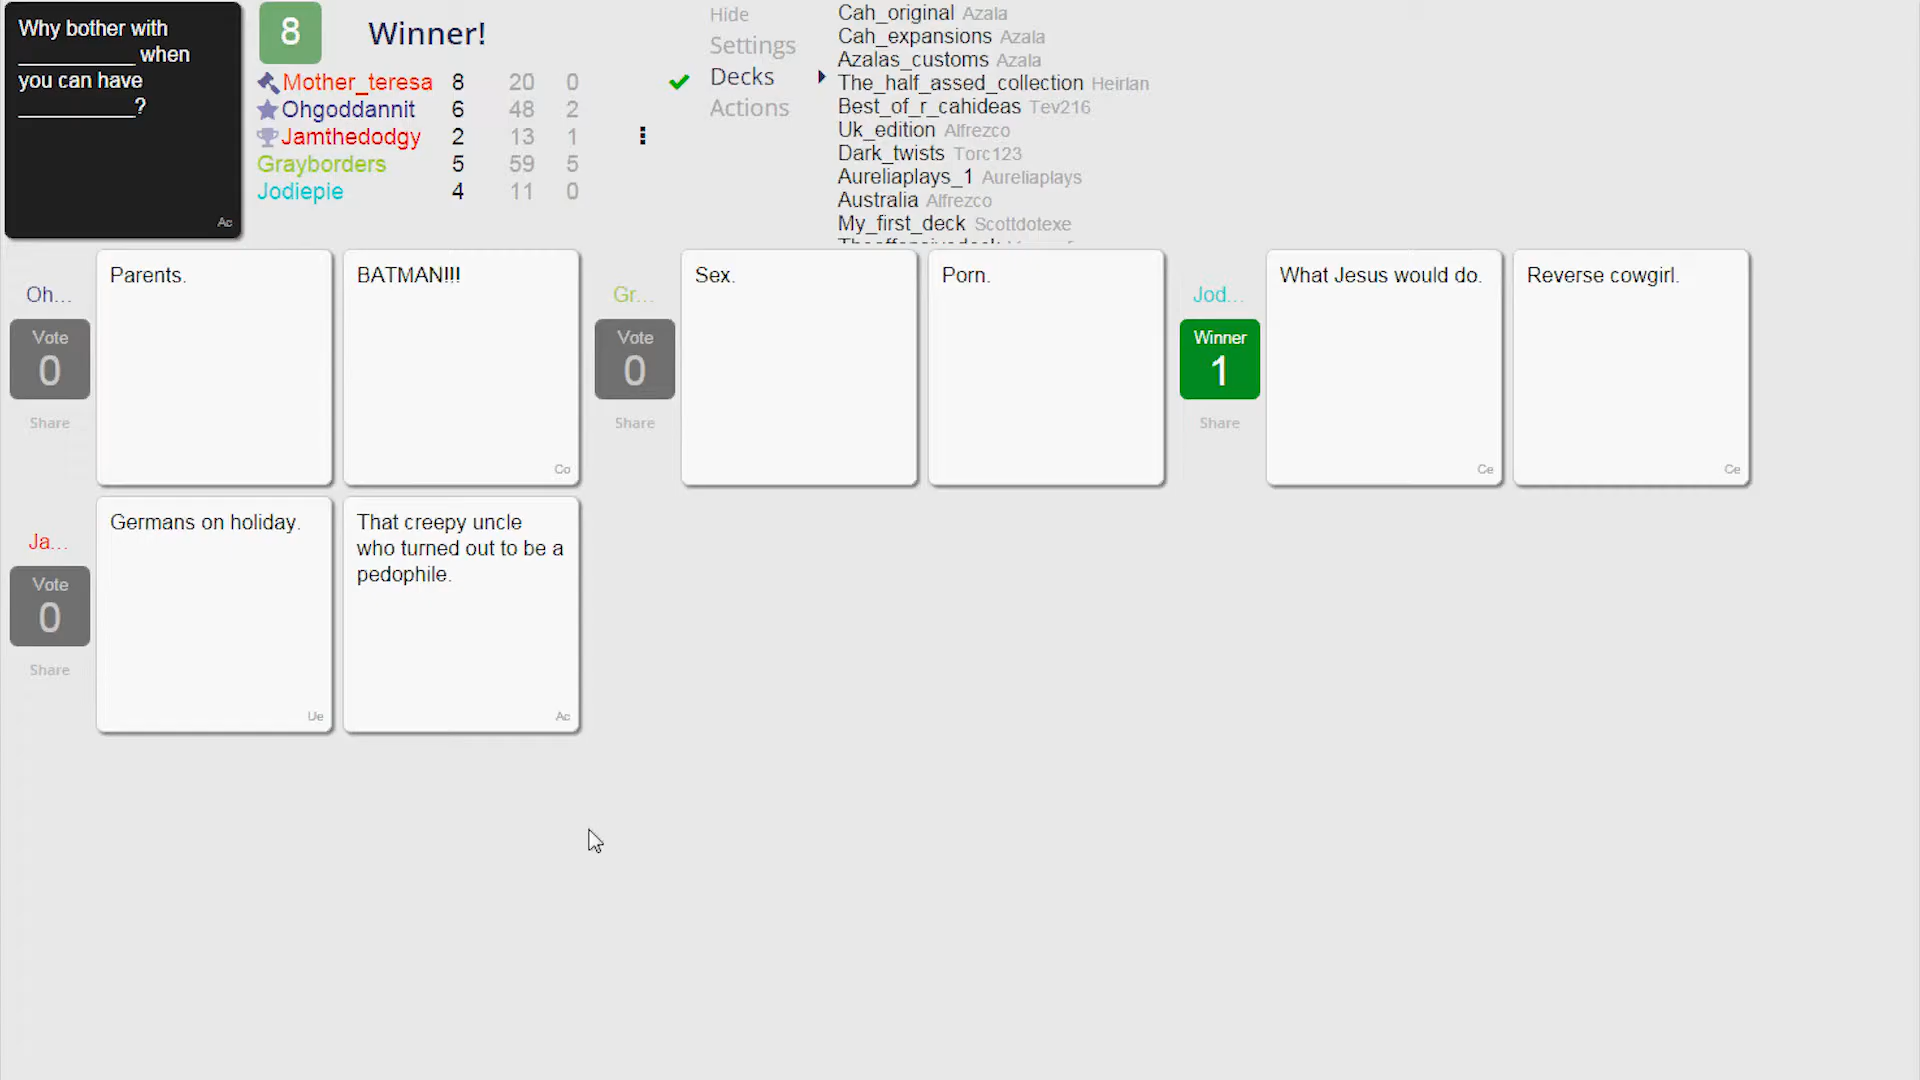 Why bother with
__________ when
you can have
__________?
Ac
8
Winner!
Mother_teresa 8 20 0
Ohgoddannit 6 48 2
Jamthedodgy 2 13 1
Grayborders 5 59 5
Jodiepie 4 11 0
Hide
Settings
Decks
Actions
Cah_original Azala
Cah_expansions Azala
Azalas_customs Azala
The_half_assed_collection Heirlan
Best_of_r_cahideas Tev216
Uk_edition Alfrezco
Dark_twists Torc123
Aureliaplays_1 Aureliaplays
Australia Alfrezco
My_first_deck Scottdotexe
Oh...
Vote
0
Share
Parents.
BATMAN!!!
Co
Gr...
Vote
0
Share
Sex.
Porn.
Jod...
Winner
1
Share
What Jesus would do.
Ce
Reverse cowgirl.
Ce
Ja...
Vote
0
Share
Germans on holiday.
Ue
That creepy uncle
who turned out to be a
pedophile.
Ac